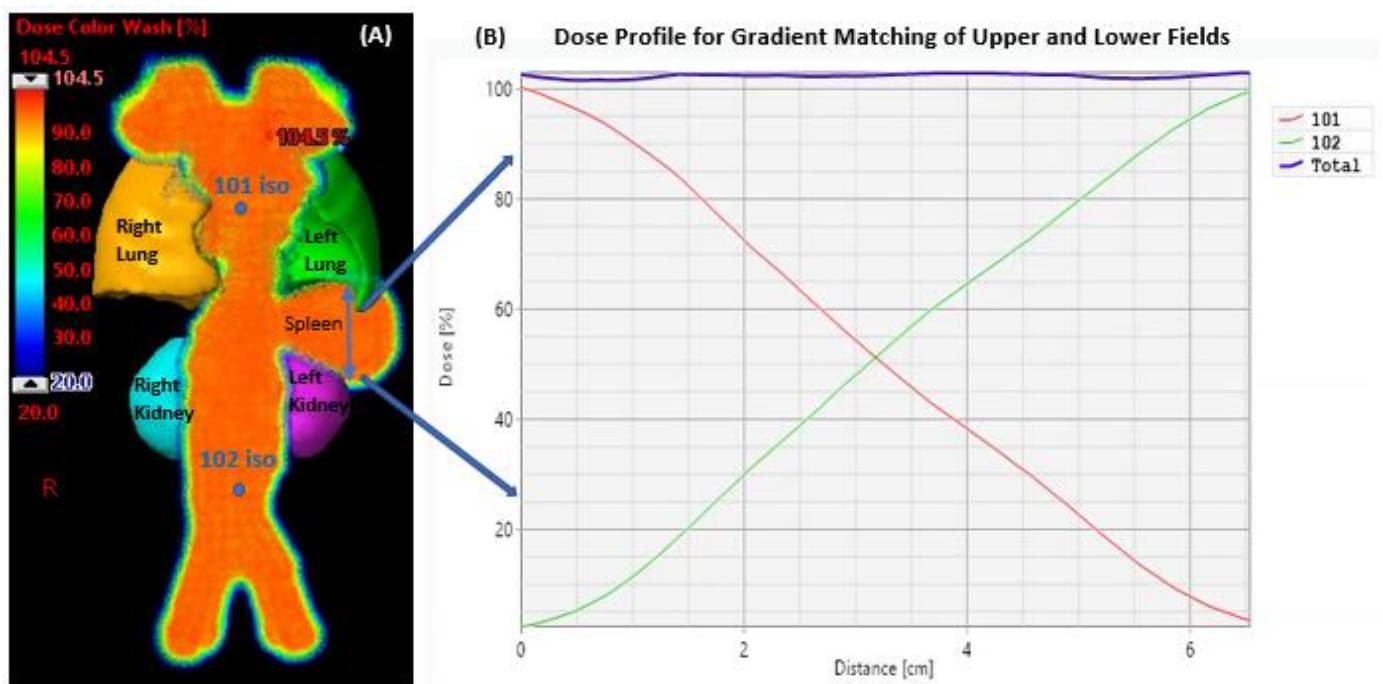 Dose Color Wash [%]
(A)
104.5
104.5
90.0
80.0
70.0
60.0
50.0
40.0
30.0
20.0
20.0
R
104.5 %
101 iso
Right
Lung
Left
Lung
Spleen
Right
Kidney
Left
Kidney
102 iso
(B) Dose Profile for Gradient Matching of Upper and Lower Fields
Dose [%]
100
80
60
40
20
0 2 4 6
Distance [cm]
101
102
Total